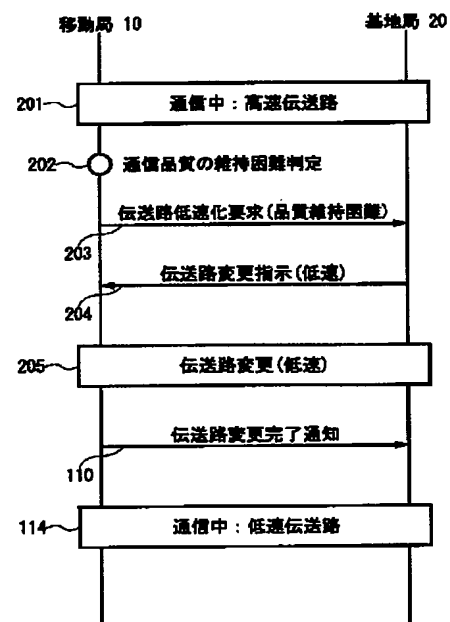 移動局 10
基地局 20
201
通信中：高速伝送路
202
通信品質の維持困難判定
伝送路低速化要求(品質維持困難)
203
伝送路変更指示(低速)
204
205
伝送路変更(低速)
伝送路変更完了通知
110
114
通信中：低速伝送路